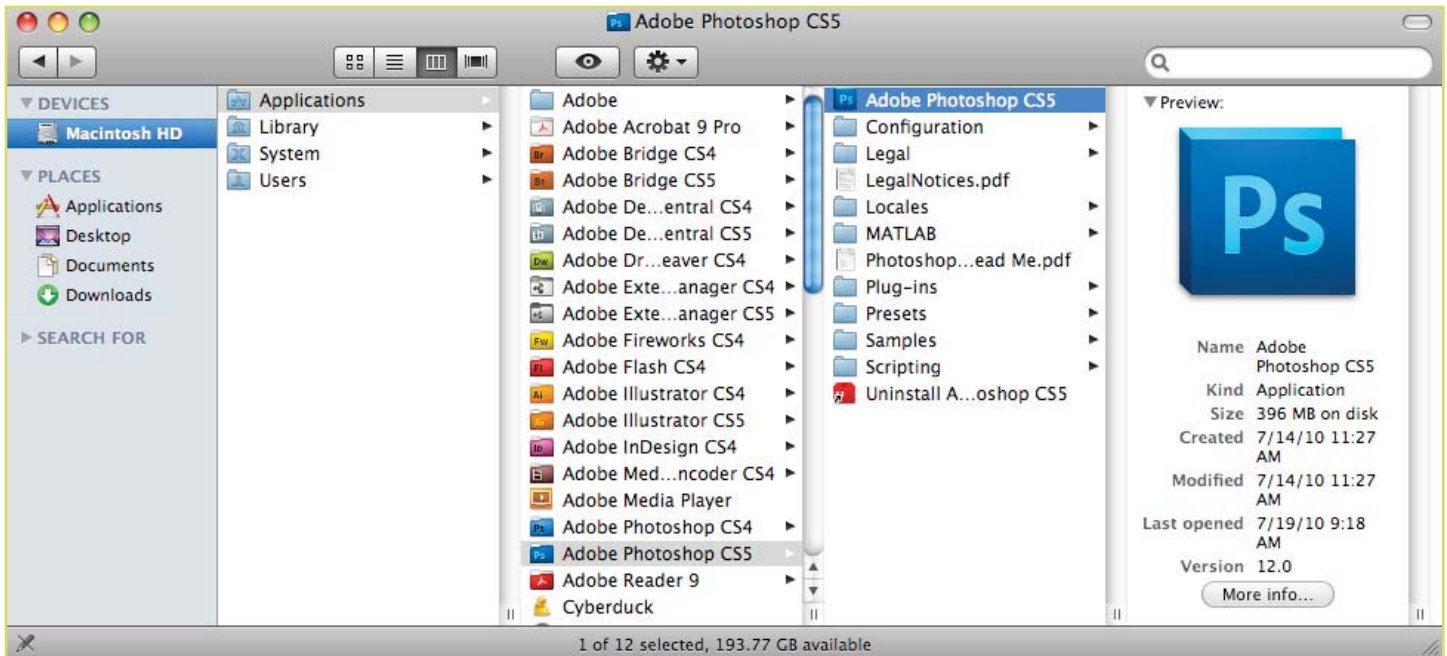 Adobe Photoshop CS5
DEVICES
Macintosh HD
PLACES
Applications
Desktop
Documents
Downloads
SEARCH FOR
Applications
Library
System
Users
Adobe
Adobe Acrobat 9 Pro
Adobe Bridge CS4
Adobe Bridge CS5
Adobe De...entral CS4
Adobe De...entral CS5
Adobe Dr...eaver CS4
Adobe Exte...anager CS4
Adobe Exte...anager CS5
Adobe Fireworks CS4
Adobe Flash CS4
Adobe Illustrator CS4
Adobe Illustrator CS5
Adobe InDesign CS4
Adobe Med...ncoder CS4
Adobe Media Player
Adobe Photoshop CS4
Adobe Photoshop CS5
Adobe Reader 9
Cyberduck
Adobe Photoshop CS5
Configuration
Legal
LegalNotices.pdf
Locales
MATLAB
Photoshop...ead Me.pdf
Plug-ins
Presets
Samples
Scripting
Uninstall A...oshop CS5
Preview:
Ps
Name Adobe
Photoshop CS5
Kind Application
Size 396 MB on disk
Created 7/14/10 11:27
AM
Modified 7/14/10 11:27
AM
Last opened 7/19/10 9:18
AM
Version 12.0
More info...
1 of 12 selected, 193.77 GB available